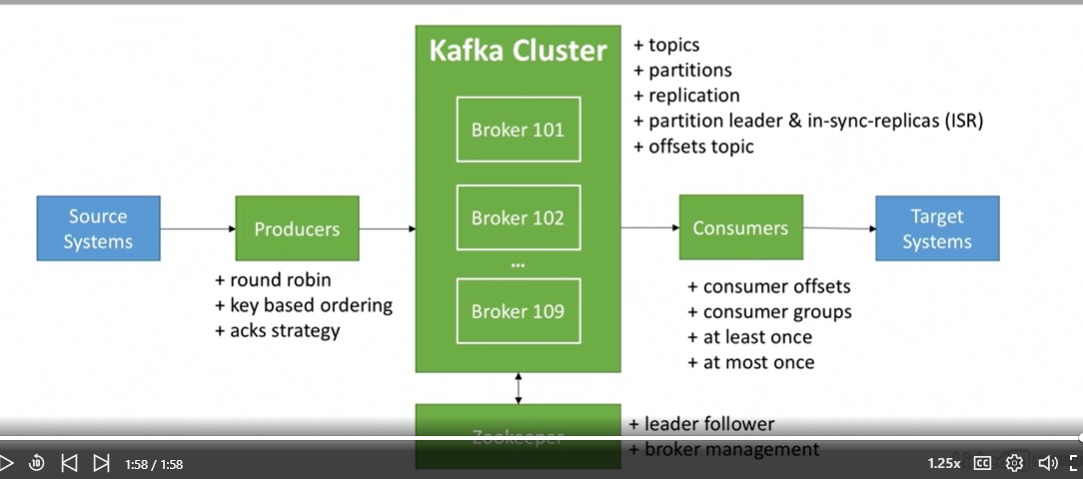 Kafka Cluster
Broker 101
Broker 102
...
Broker 109
+ topics
+ partitions
+ replication
+ partition leader & in-sync-replicas (ISR)
+ offsets topic
Source
Systems
Producers
+ round robin
+ key based ordering
+ acks strategy
Consumers
+ consumer offsets
+ consumer groups
+ at least once
+ at most once
Target
Systems
Zookeeper
+ leader follower
+ broker management
10
1:58 / 1:58
1.25x
CC